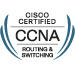 CISCO
CERTIFIED
CCNA
ROUTING &
SWITCHING